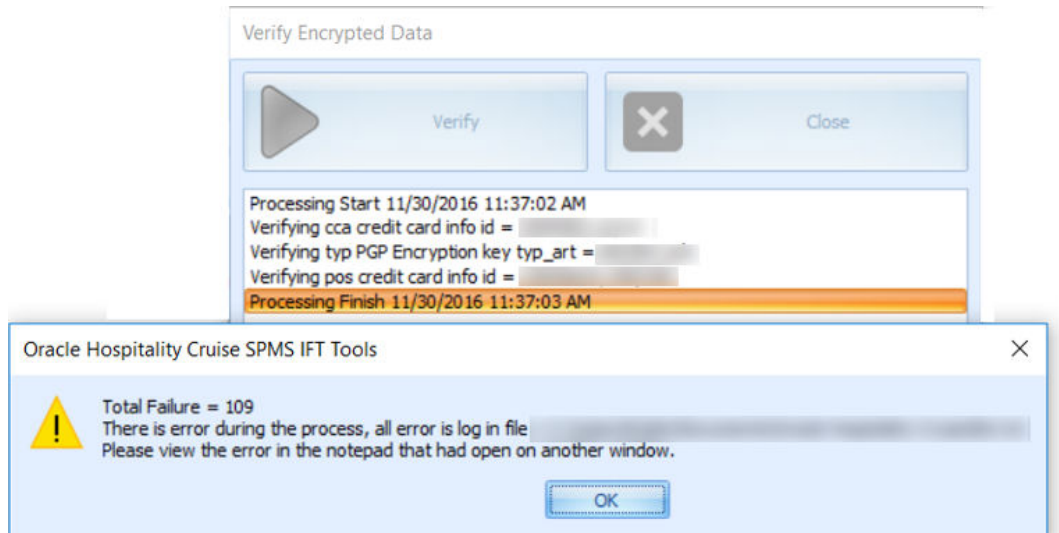 Verify Encrypted Data
Verify
Close
Processing Start 11/30/2016 11:37:02 AM
Verifying cca credit card info id =
Verifying typ PGP Encryption key typ_art =
Verifying pos credit card info id =
Processing Finish 11/30/2016 11:37:03 AM
Oracle Hospitality Cruise SPMS IFT Tools
Total Failure = 109
There is error during the process, all error is log in file
Please view the error in the notepad that had open on another window.
OK